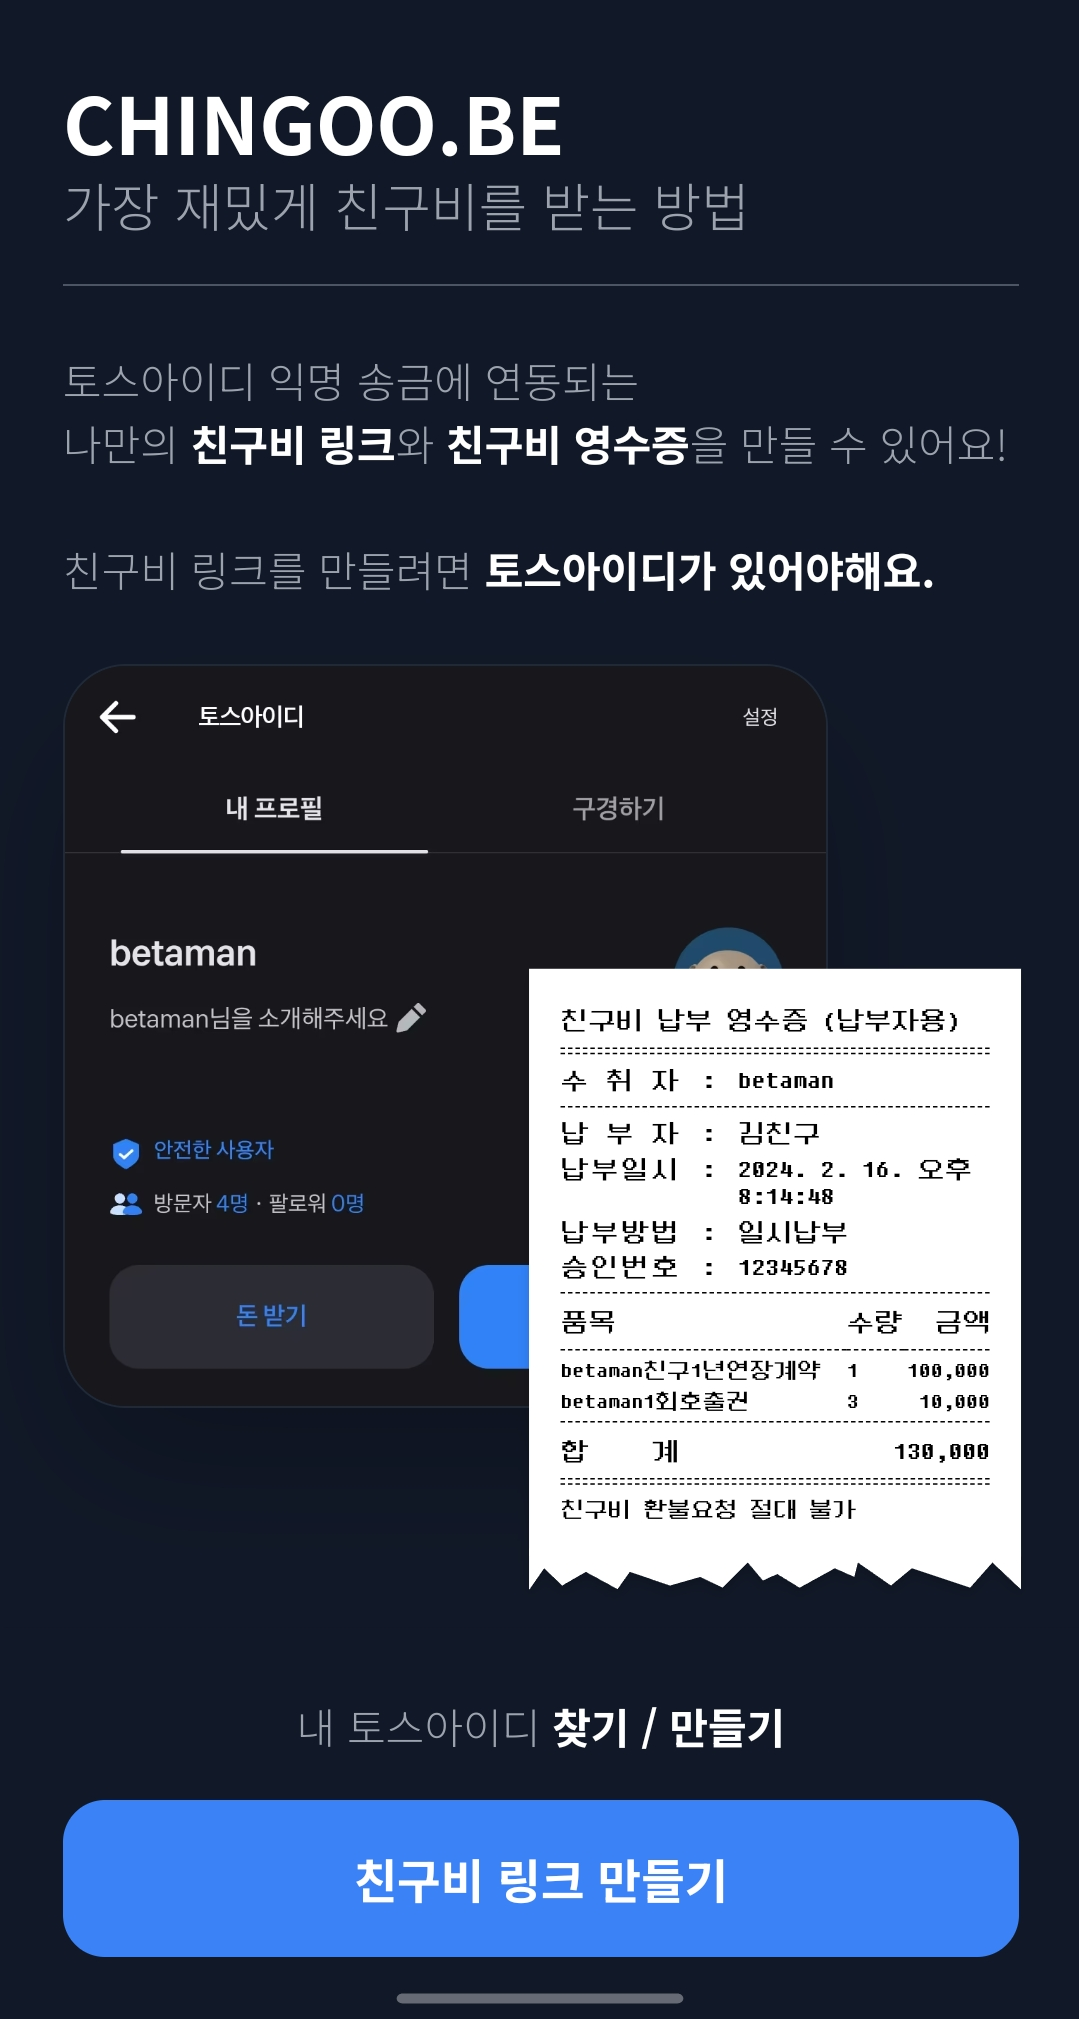 CHINGOO.BE
가장 재밌게 친구비를 받는 방법
토스아이디 익명 송금에 연동되는
나만의 친구비 링크와 친구비 영수증을 만들 수 있어요!
친구비 링크를 만들려면 토스아이디가 있어야해요.
토스아이디 설정
내 프로필 구경하기
betaman
betaman님을 소개해주세요
안전한 사용자
방문자 4명 · 팔로워 0명
돈 받기
친구비 납부 영수증 (납부자용)
수 취 자 : betaman
납 부 자 : 김친구
납부일시 : 2024. 2. 16. 오후
8:14:48
납부방법 : 일시납부
승인번호 : 12345678
품목 수량 금액
betaman친구1년연장계약 1 100,000
betaman1회호출권 3 10,000
합 계 130,000
친구비 환불요청 절대 불가
내 토스아이디 찾기 / 만들기
친구비 링크 만들기